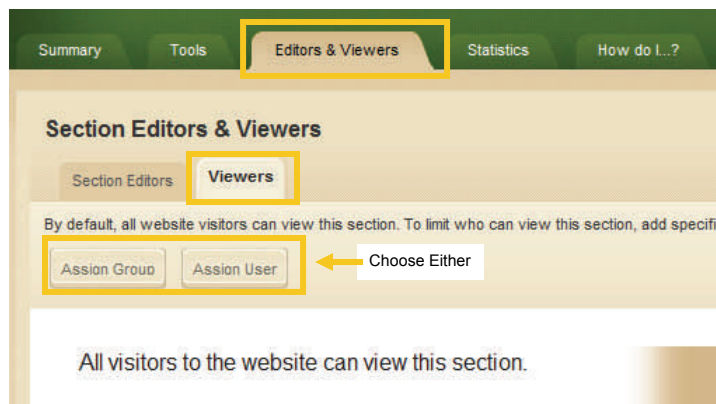 Summary Tools Editors & Viewers Statistics How do I...?
Section Editors & Viewers
Section Editors Viewers
By default, all website visitors can view this section. To limit who can view this section, add specifi
Assign Group Assign User Choose Either
All visitors to the website can view this section.